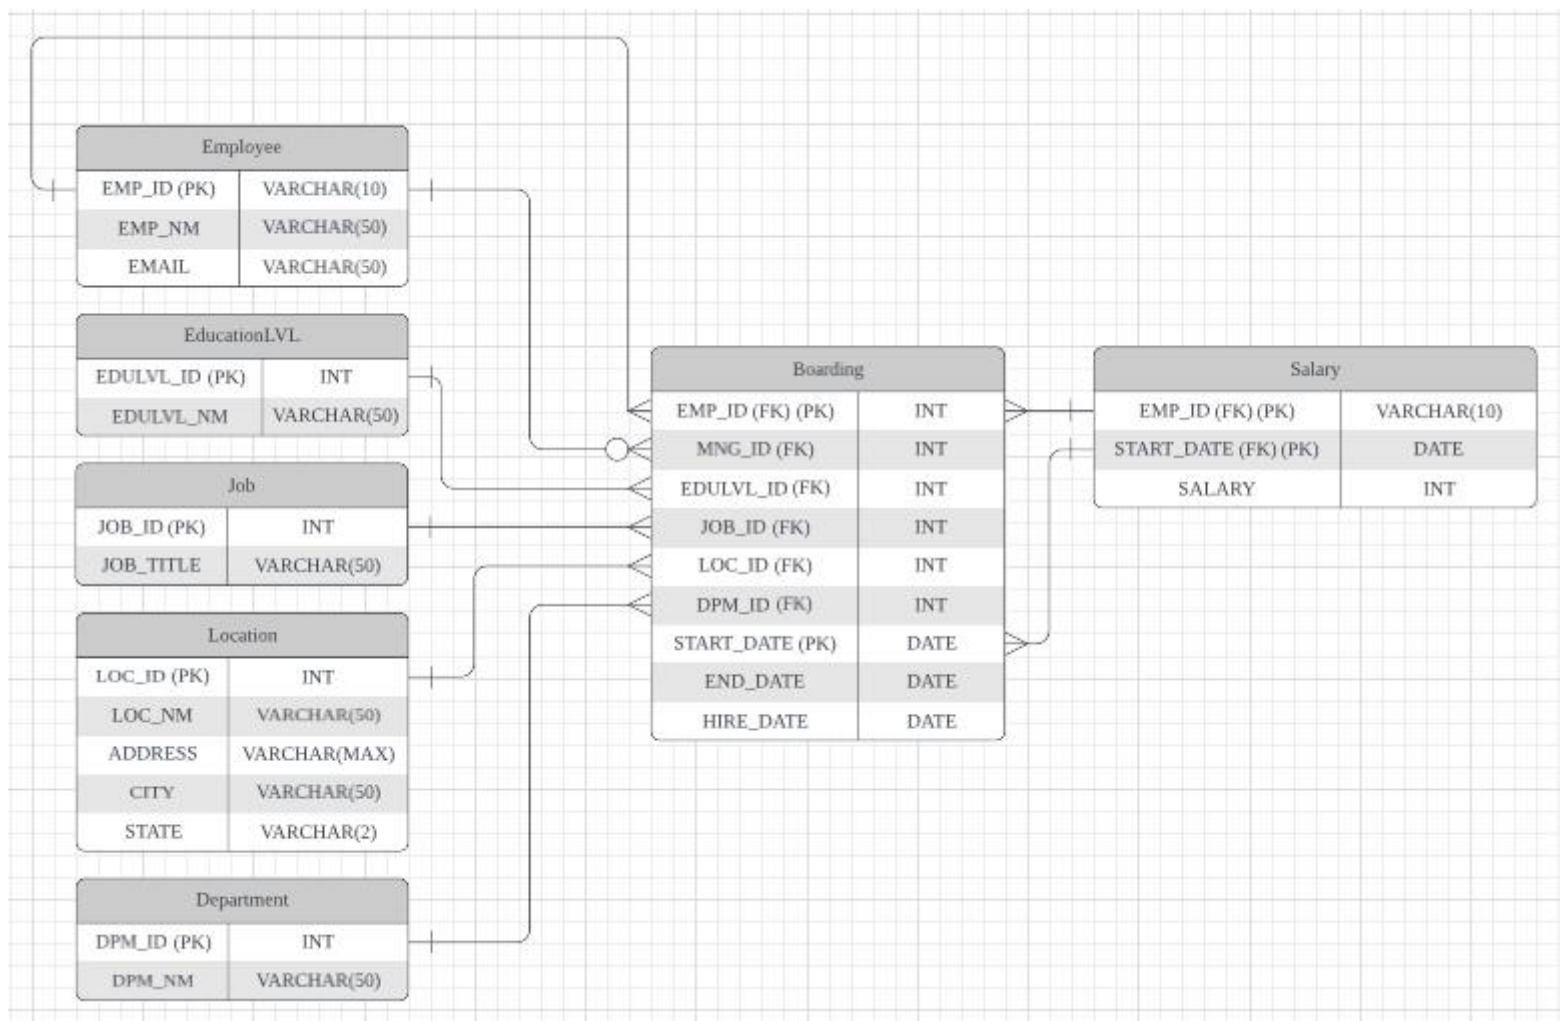 Employee
EMP_ID (PK) VARCHAR(10)
EMP_NM VARCHAR(50)
EMAIL VARCHAR(50)
EducationLVL
EDULVL_ID (PK) INT
EDULVL_NM VARCHAR(50)
Job
JOB_ID (PK) INT
JOB_TITLE VARCHAR(50)
Location
LOC_ID (PK) INT
LOC_NM VARCHAR(50)
ADDRESS VARCHAR(MAX)
CITY VARCHAR(50)
STATE VARCHAR(2)
Department
DPM_ID (PK) INT
DPM_NM VARCHAR(50)
Boarding
EMP_ID (FK) (PK) INT
MNG_ID (FK) INT
EDULVL_ID (FK) INT
JOB_ID (FK) INT
LOC_ID (FK) INT
DPM_ID (FK) INT
START_DATE (PK) DATE
END_DATE DATE
HIRE_DATE DATE
Salary
EMP_ID (FK) (PK) VARCHAR(10)
START_DATE (FK) (PK) DATE
SALARY INT